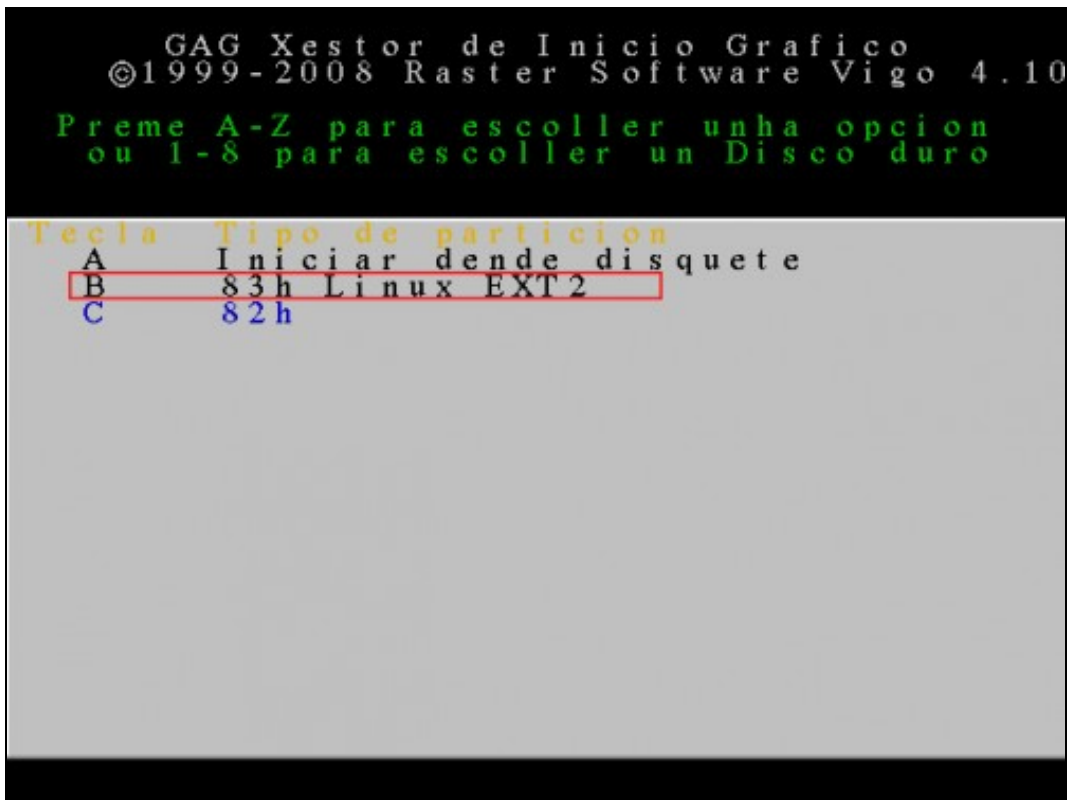 GAG Xestor de Inicio Grafico
©1999-2008 Raster Software Vigo 4.10
Preme A-Z para escoller unha opcion
ou 1-8 para escoller un Disco duro
Tecla Tipo de particion
A Iniciar dende disquete
B 83h Linux EXT2
C 82h